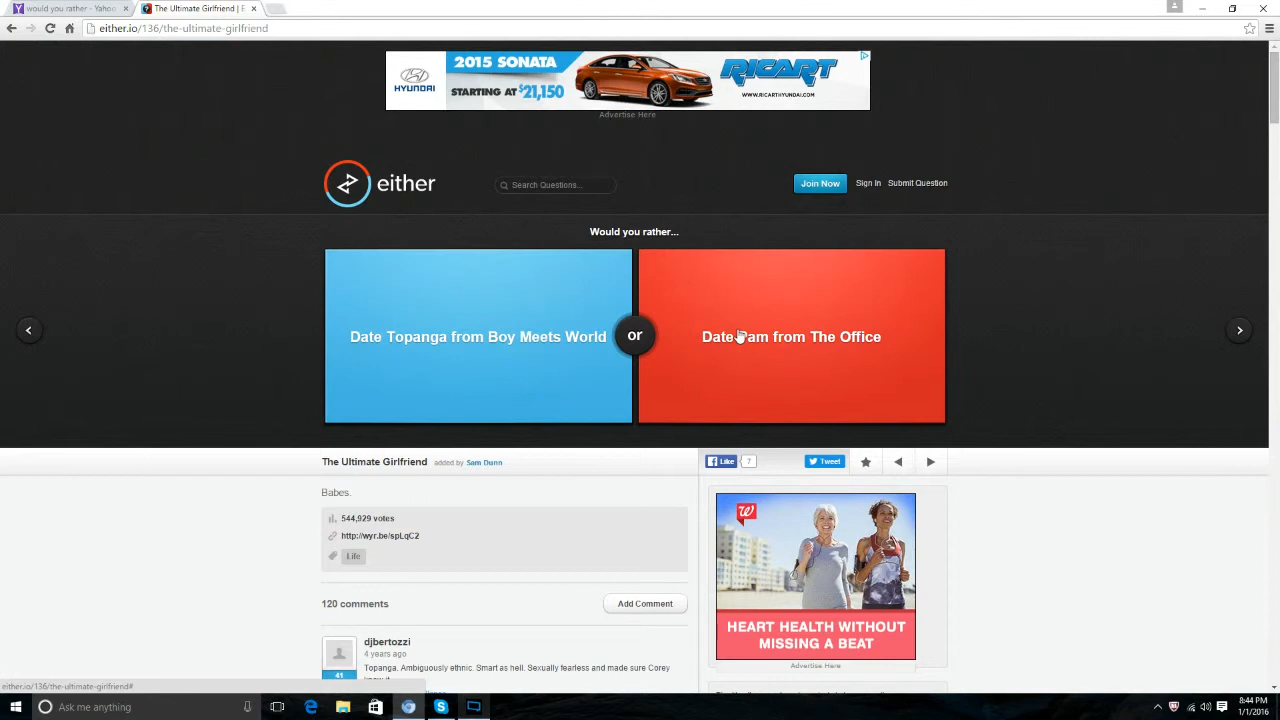 would you rather - Yahoo
The Ultimate Girlfriend | E
either.io/136/the-ultimate-girlfriend
HYUNDAI
2015 SONATA
STARTING AT $21,150
RICART
WWW.RICARTHYUNDAI.COM
Advertise Here
either
Search Questions...
Join Now
Sign In
Submit Question
Would you rather...
Date Topanga from Boy Meets World
or
Date Pam from The Office
The Ultimate Girlfriend added by Sam Dunn
Like 7
Tweet
Babes.
544,929 votes
http://wyr.be/spLqC2
Life
120 comments
Add Comment
djbertozzi
4 years ago
41
Topanga. Ambiguously ethnic. Smart as hell. Sexually fearless and made sure Corey
HEART HEALTH WITHOUT
MISSING A BEAT
Advertise Here
either.io/136/the-ultimate-girlfriend#
Ask me anything
8:44 PM
1/1/2016